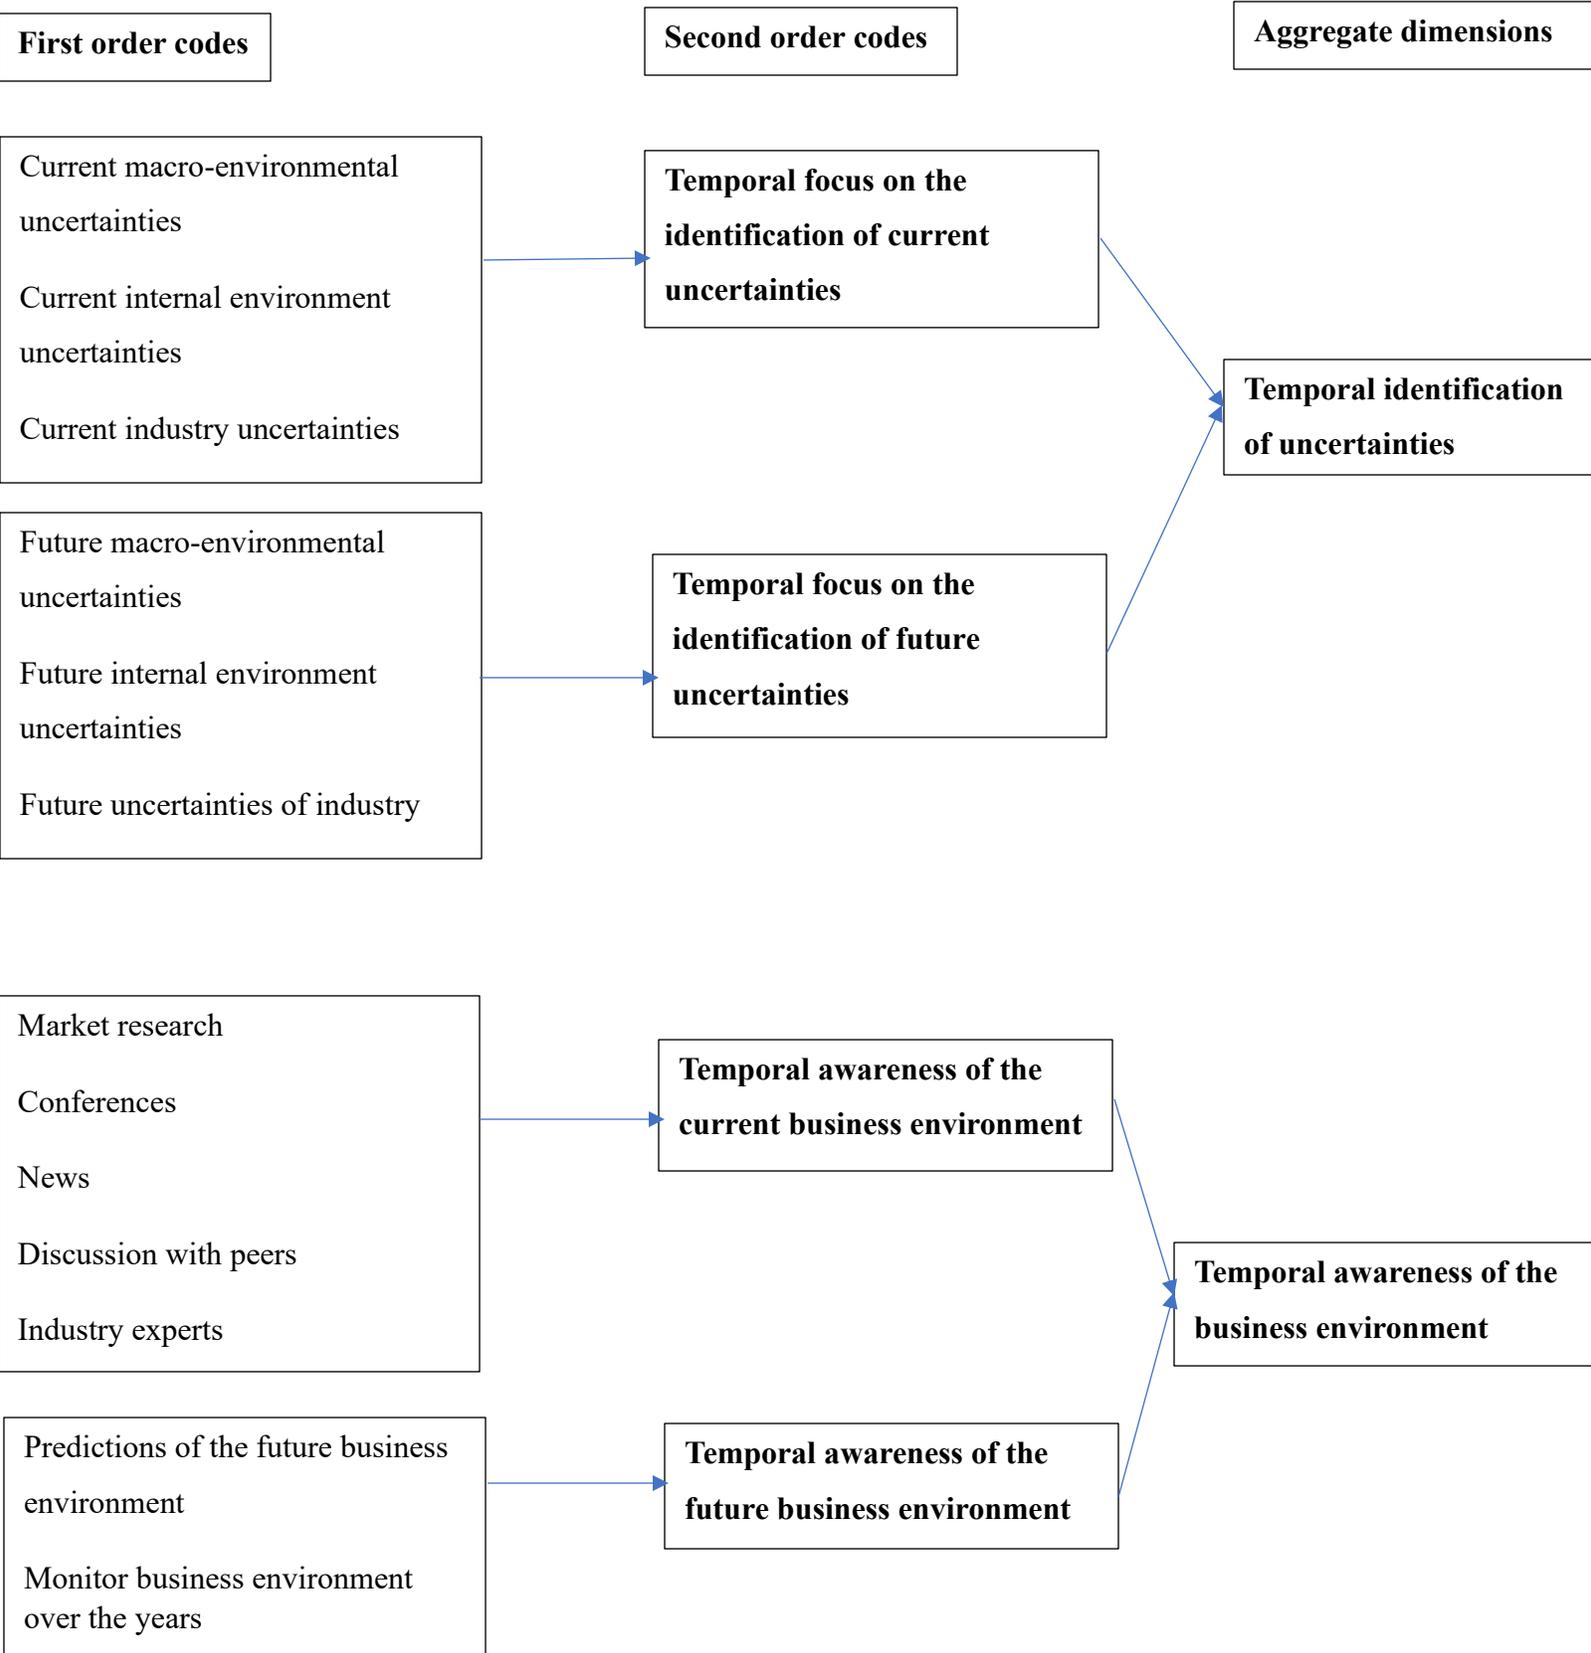 First order codes
Second order codes
Aggregate dimensions
Current macro-environmental
uncertainties
Current internal environment
uncertainties
Current industry uncertainties
Temporal focus on the
identification of current
uncertainties
Temporal identification
of uncertainties
Future macro-environmental
uncertainties
Future internal environment
uncertainties
Future uncertainties of industry
Temporal focus on the
identification of future
uncertainties
Market research
Conferences
News
Discussion with peers
Industry experts
Temporal awareness of the
current business environment
Temporal awareness of the
business environment
Predictions of the future business
environment
Monitor business environment
over the years
Temporal awareness of the
future business environment